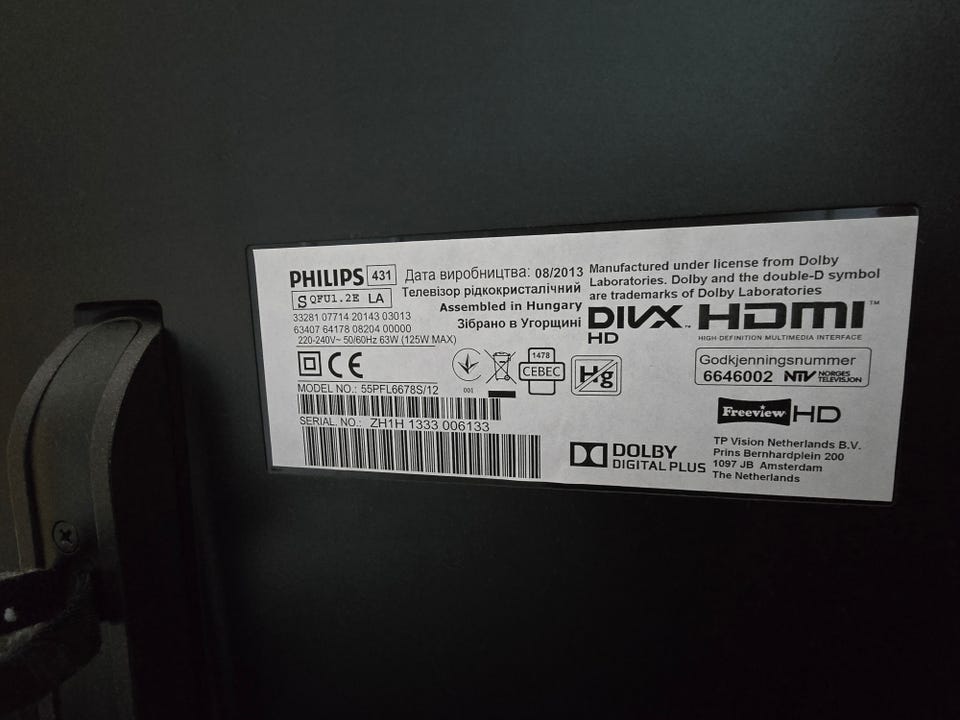 PHILIPS 431 Дата виробництва: 08/2013
S QFU1.2E LA Телевізор рідкокристалічний
Assembled in Hungary
33281 07714 20143 03013
63407 64178 08204 00000 Зібрано в Угорщині
220-240V~ 50/60Hz 63W (125W MAX)
CE
001
1478
CEBEC
Hg
MODEL NO.: 55PFL6678S/12
SERIAL. NO.: ZH1H 1333 006133
Manufactured under license from Dolby
Laboratories. Dolby and the double-D symbol
are trademarks of Dolby Laboratories
DIVX™ HDMI™
HD HIGH-DEFINITION MULTIMEDIA INTERFACE
Godkjenningsnummer
6646002 NTV NORGES
TELEVISJON
Freeview HD
DOLBY
DIGITAL PLUS
TP Vision Netherlands B.V.
Prins Bernhardplein 200
1097 JB Amsterdam
The Netherlands